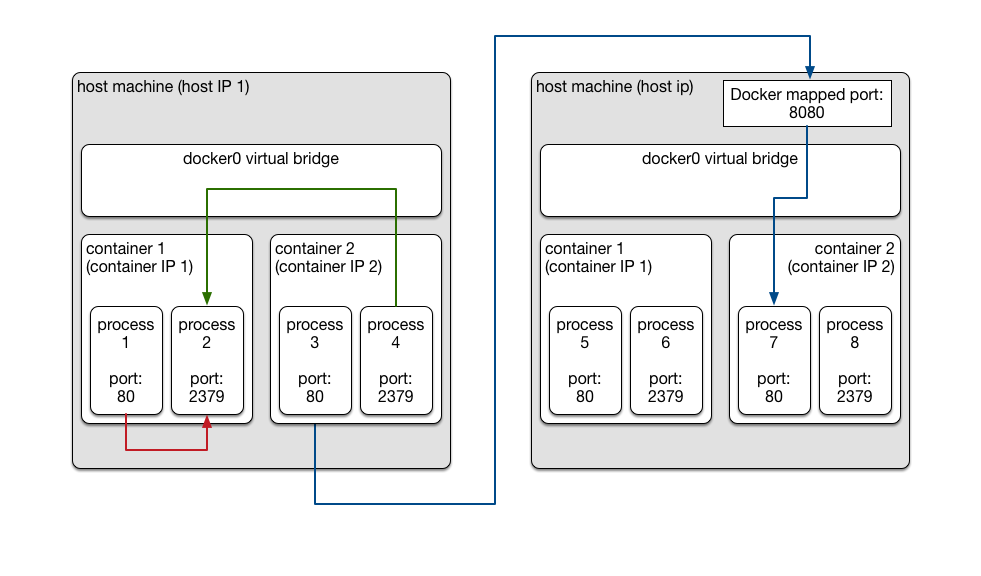 host machine (host IP 1)
docker0 virtual bridge
container 1
(container IP 1)
process
1
port:
80
process
2
port:
2379
container 2
(container IP 2)
process
3
port:
80
process
4
port:
2379
host machine (host ip)
Docker mapped port:
8080
docker0 virtual bridge
container 1
(container IP 1)
process
5
port:
80
process
6
port:
2379
container 2
(container IP 2)
process
7
port:
80
process
8
port:
2379